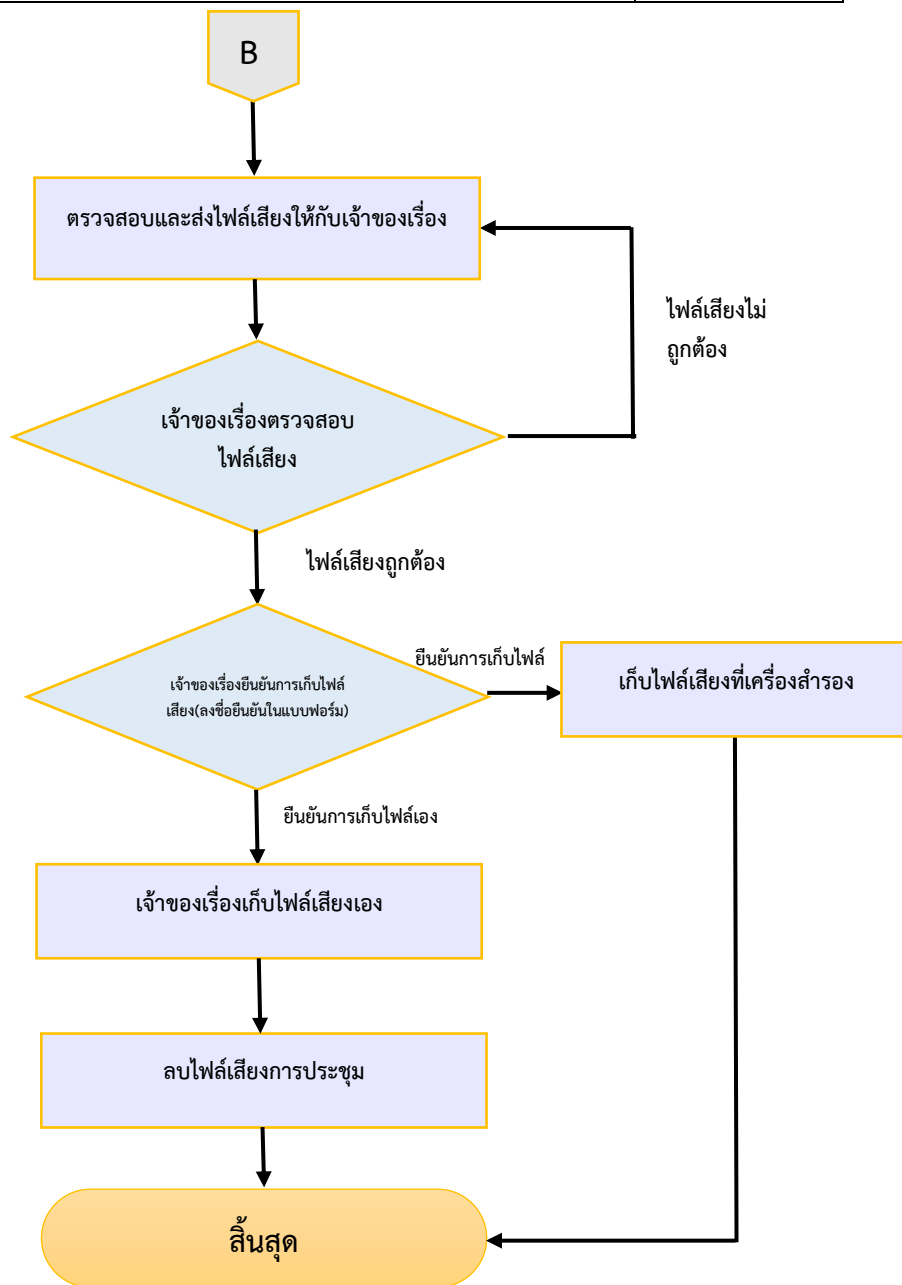 B
ตรวจสอบและส่งไฟล์เสียงให้กับเจ้าของเรื่อง
ไฟล์เสียงไม่
ถูกต้อง
เจ้าของเรื่องตรวจสอบ
ไฟล์เสียง
ไฟล์เสียงถูกต้อง
ยืนยันการเก็บไฟล์
เจ้าของเรื่องยืนยันการเก็บไฟล์
เสียง(ลงชื่อยืนยันในแบบฟอร์ม)
เก็บไฟล์เสียงที่เครื่องสำรอง
ยืนยันการเก็บไฟล์เอง
เจ้าของเรื่องเก็บไฟล์เสียงเอง
ลบไฟล์เสียงการประชุม
สิ้นสุด